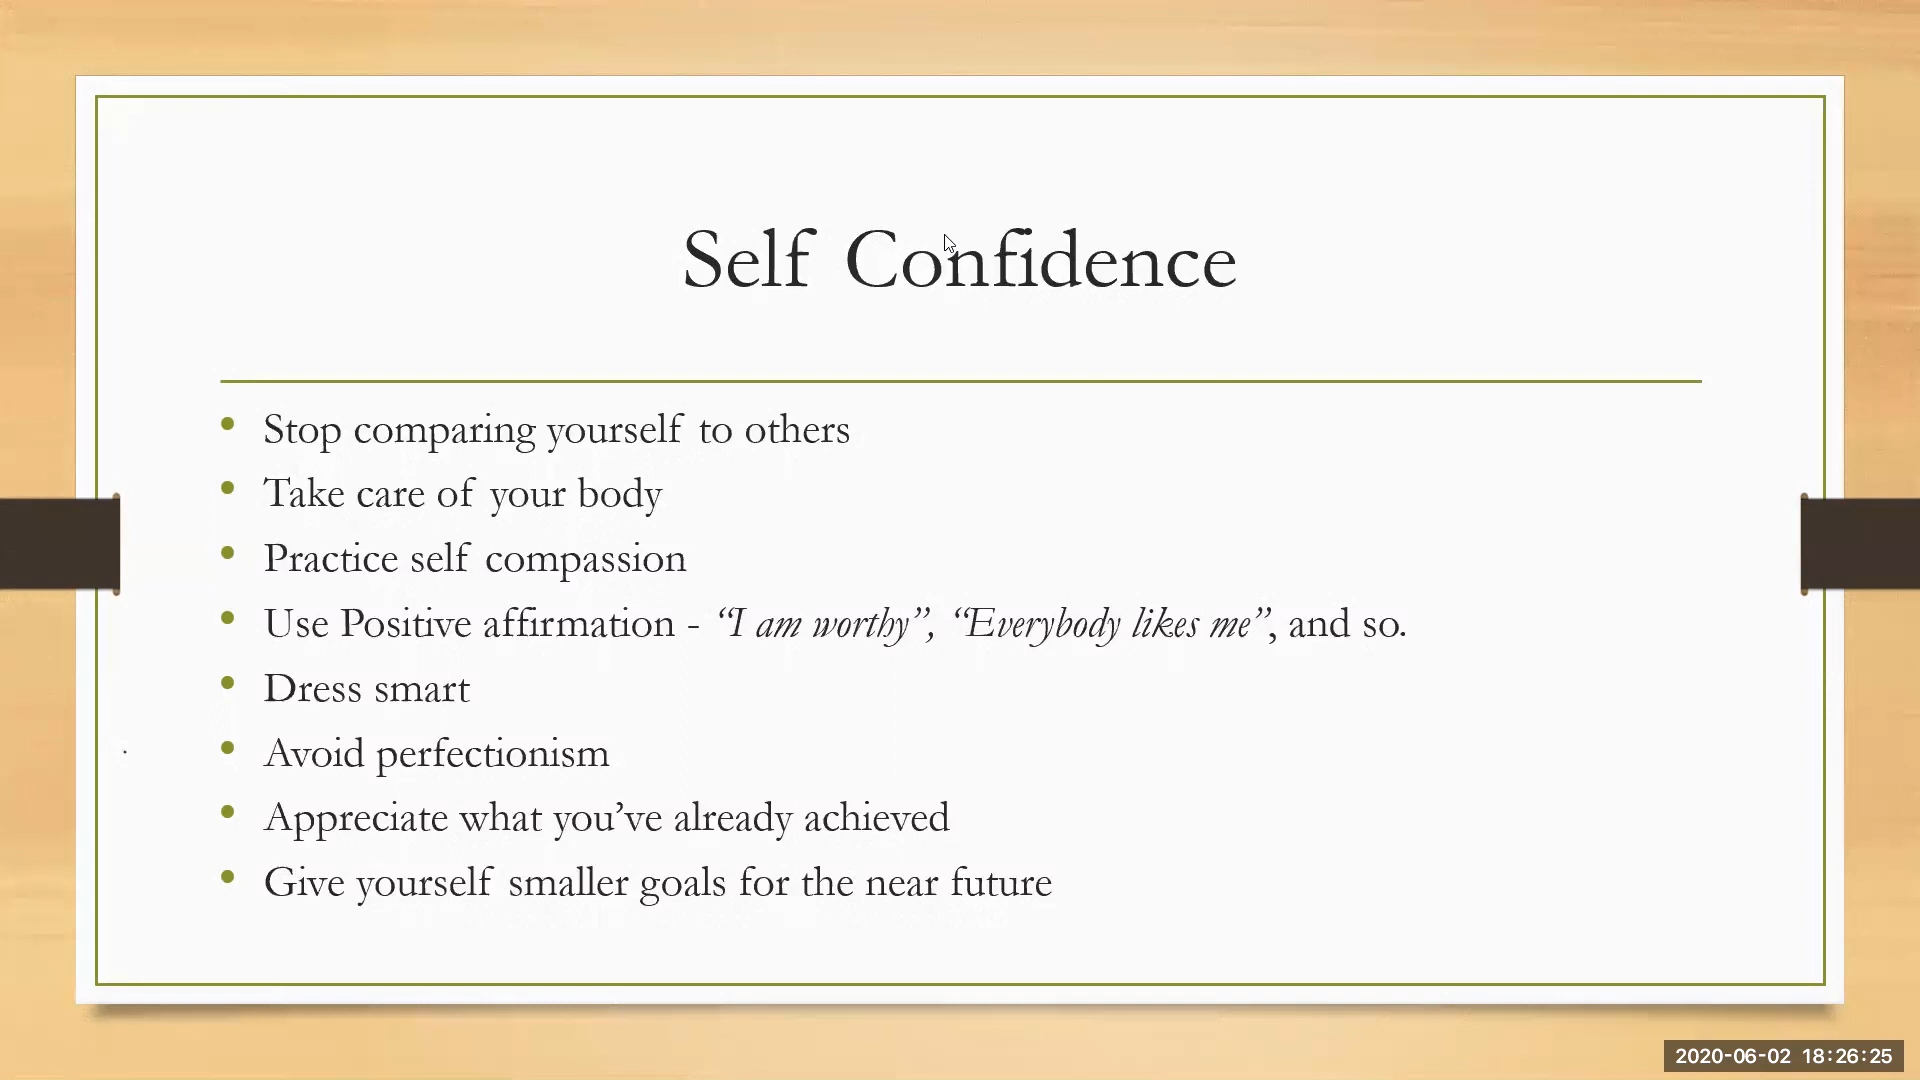 Self Confidence
• Stop comparing yourself to others
• Take care of your body
• Practice self compassion
• Use Positive affirmation - “I am worthy”, “Everybody likes me”, and so.
• Dress smart
• Avoid perfectionism
• Appreciate what you’ve already achieved
• Give yourself smaller goals for the near future
2020-06-02 18:26:25